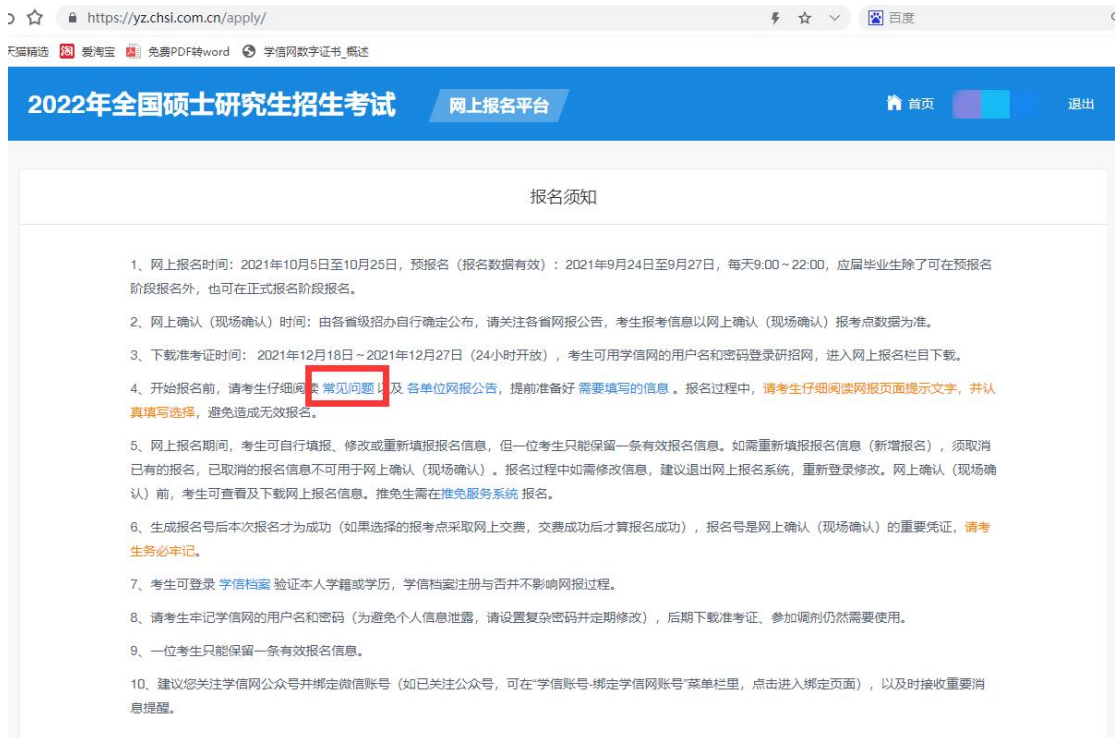 https://yz.chsi.com.cn/apply/
百度
天猫精选 淘 爱淘宝 免费PDF转word 学信网数字证书_概述
2022年全国硕士研究生招生考试 网上报名平台 首页 退出
报名须知
1、网上报名时间：2021年10月5日至10月25日，预报名（报名数据有效）：2021年9月24日至9月27日，每天9:00～22:00，应届毕业生除了可在预报名
阶段报名外，也可在正式报名阶段报名。
2、网上确认（现场确认）时间：由各省级招办自行确定公布，请关注各省网报公告，考生报考信息以网上确认（现场确认）报考点数据为准。
3、下载准考证时间： 2021年12月18日～2021年12月27日（24小时开放），考生可用学信网的用户名和密码登录研招网，进入网上报名栏目下载。
4、开始报名前，请考生仔细阅读 常见问题 以及 各单位网报公告，提前准备好 需要填写的信息 。报名过程中，请考生仔细阅读网报页面提示文字，并认
真填写选择，避免造成无效报名。
5、网上报名期间，考生可自行填报、修改或重新填报报名信息，但一位考生只能保留一条有效报名信息。如需重新填报报名信息（新增报名），须取消
已有的报名，已取消的报名信息不可用于网上确认（现场确认）。报名过程中如需修改信息，建议退出网上报名系统，重新登录修改。网上确认（现场确
认）前，考生可查看及下载网上报名信息。推免生需在推免服务系统 报名。
6、生成报名号后本次报名才为成功（如果选择的报考点采取网上交费，交费成功后才算报名成功），报名号是网上确认（现场确认）的重要凭证，请考
生务必牢记。
7、考生可登录 学信档案 验证本人学籍或学历，学信档案注册与否并不影响网报过程。
8、请考生牢记学信网的用户名和密码（为避免个人信息泄露，请设置复杂密码并定期修改），后期下载准考证、参加调剂仍然需要使用。
9、一位考生只能保留一条有效报名信息。
10、建议您关注学信网公众号并绑定微信账号（如已关注公众号，可在“学信账号-绑定学信网账号”菜单栏里，点击进入绑定页面），以及时接收重要消
息提醒。